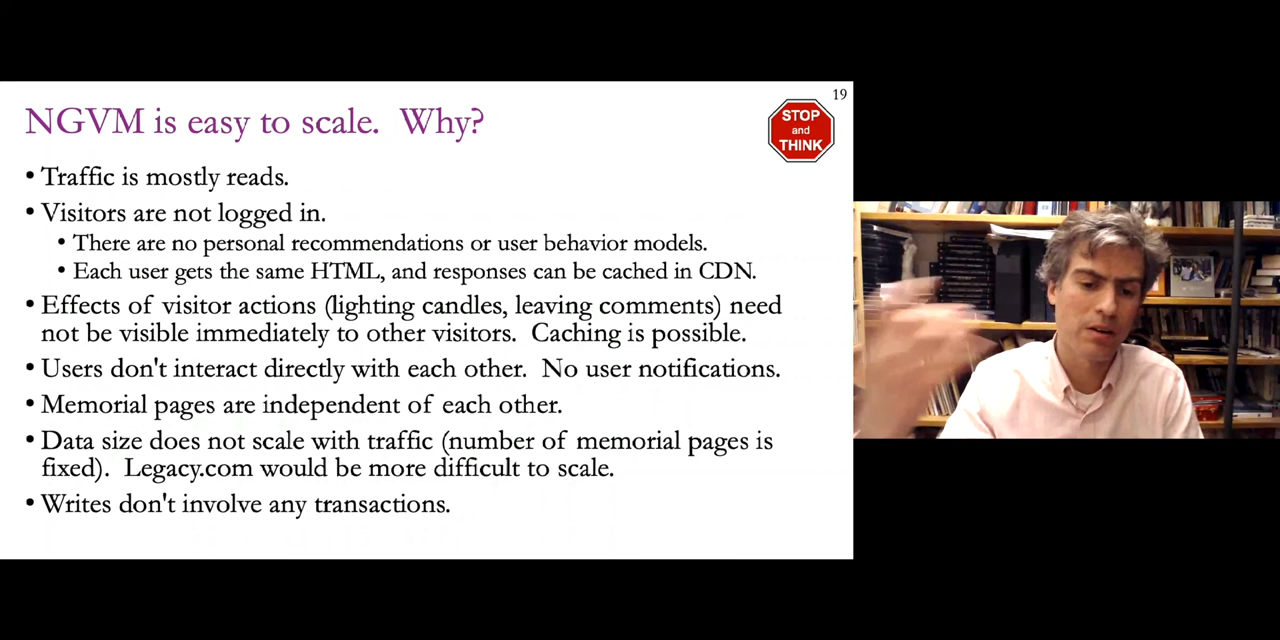 19
NGVM is easy to scale. Why?
STOP
and
THINK
• Traffic is mostly reads.
• Visitors are not logged in.
• There are no personal recommendations or user behavior models.
• Each user gets the same HTML, and responses can be cached in CDN.
• Effects of visitor actions (lighting candles, leaving comments) need
not be visible immediately to other visitors. Caching is possible.
• Users don't interact directly with each other. No user notifications.
• Memorial pages are independent of each other.
• Data size does not scale with traffic (number of memorial pages is
fixed). Legacy.com would be more difficult to scale.
• Writes don't involve any transactions.